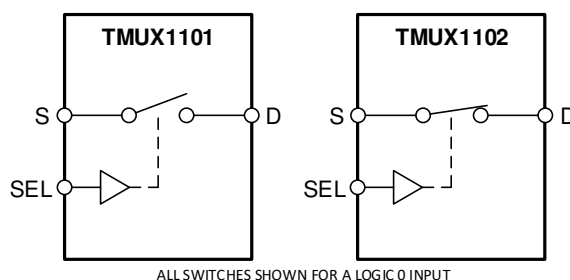 TMUX1101
TMUX1102
S
D
S
D
SEL
SEL
ALL SWITCHES SHOWN FOR A LOGIC 0 INPUT